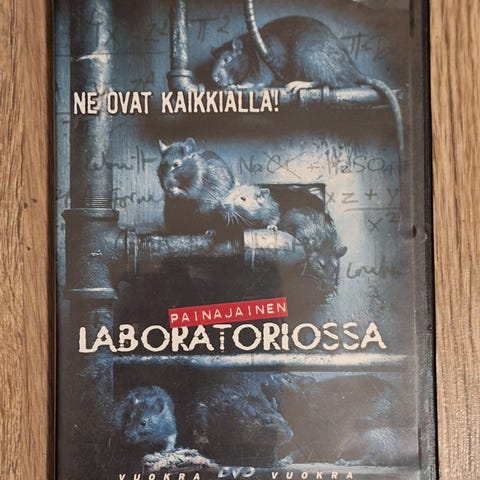 NE OVAT KAIKKIALLA!
PAINAJAINEN
LABORATORIOSSA
VUOKRA DVD VUOKRA